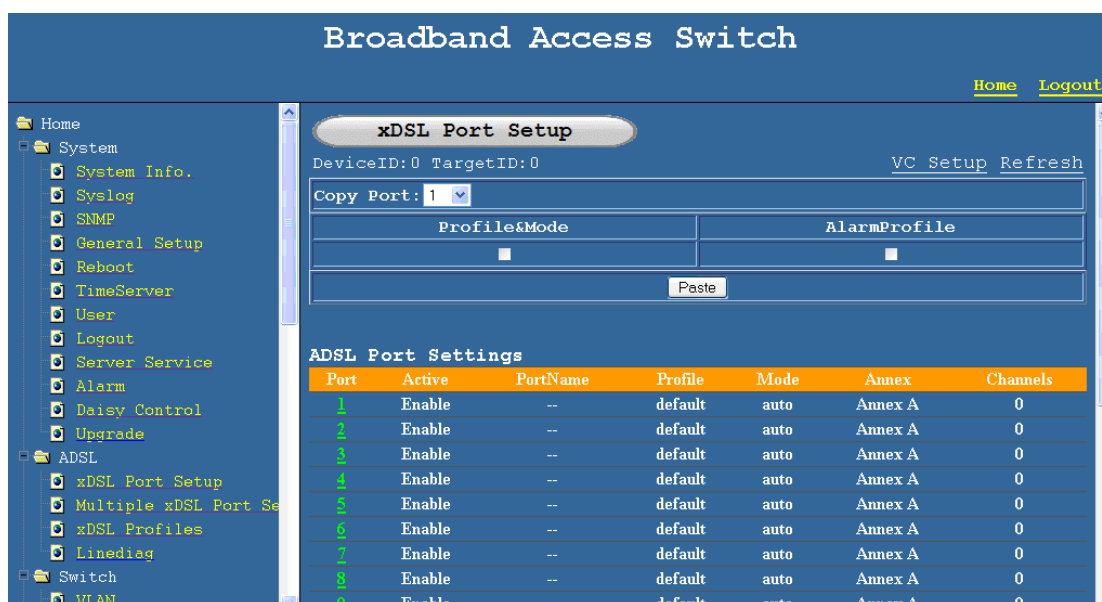 Broadband Access Switch
Home Logout
Home
System
System Info.
Syslog
SNMP
General Setup
Reboot
TimeServer
User
Logout
Server Service
Alarm
Daisy Control
Upgrade
ADSL
xDSL Port Setup
Multiple xDSL Port Se
xDSL Profiles
Linediag
Switch
VLAN
xDSL Port Setup
DeviceID:0 TargetID:0 VC Setup Refresh
Copy Port: 1
Profile&Mode AlarmProfile
Paste
ADSL Port Settings
Port Active PortName Profile Mode Annex Channels
1 Enable -- default auto Annex A 0
2 Enable -- default auto Annex A 0
3 Enable -- default auto Annex A 0
4 Enable -- default auto Annex A 0
5 Enable -- default auto Annex A 0
6 Enable -- default auto Annex A 0
7 Enable -- default auto Annex A 0
8 Enable -- default auto Annex A 0